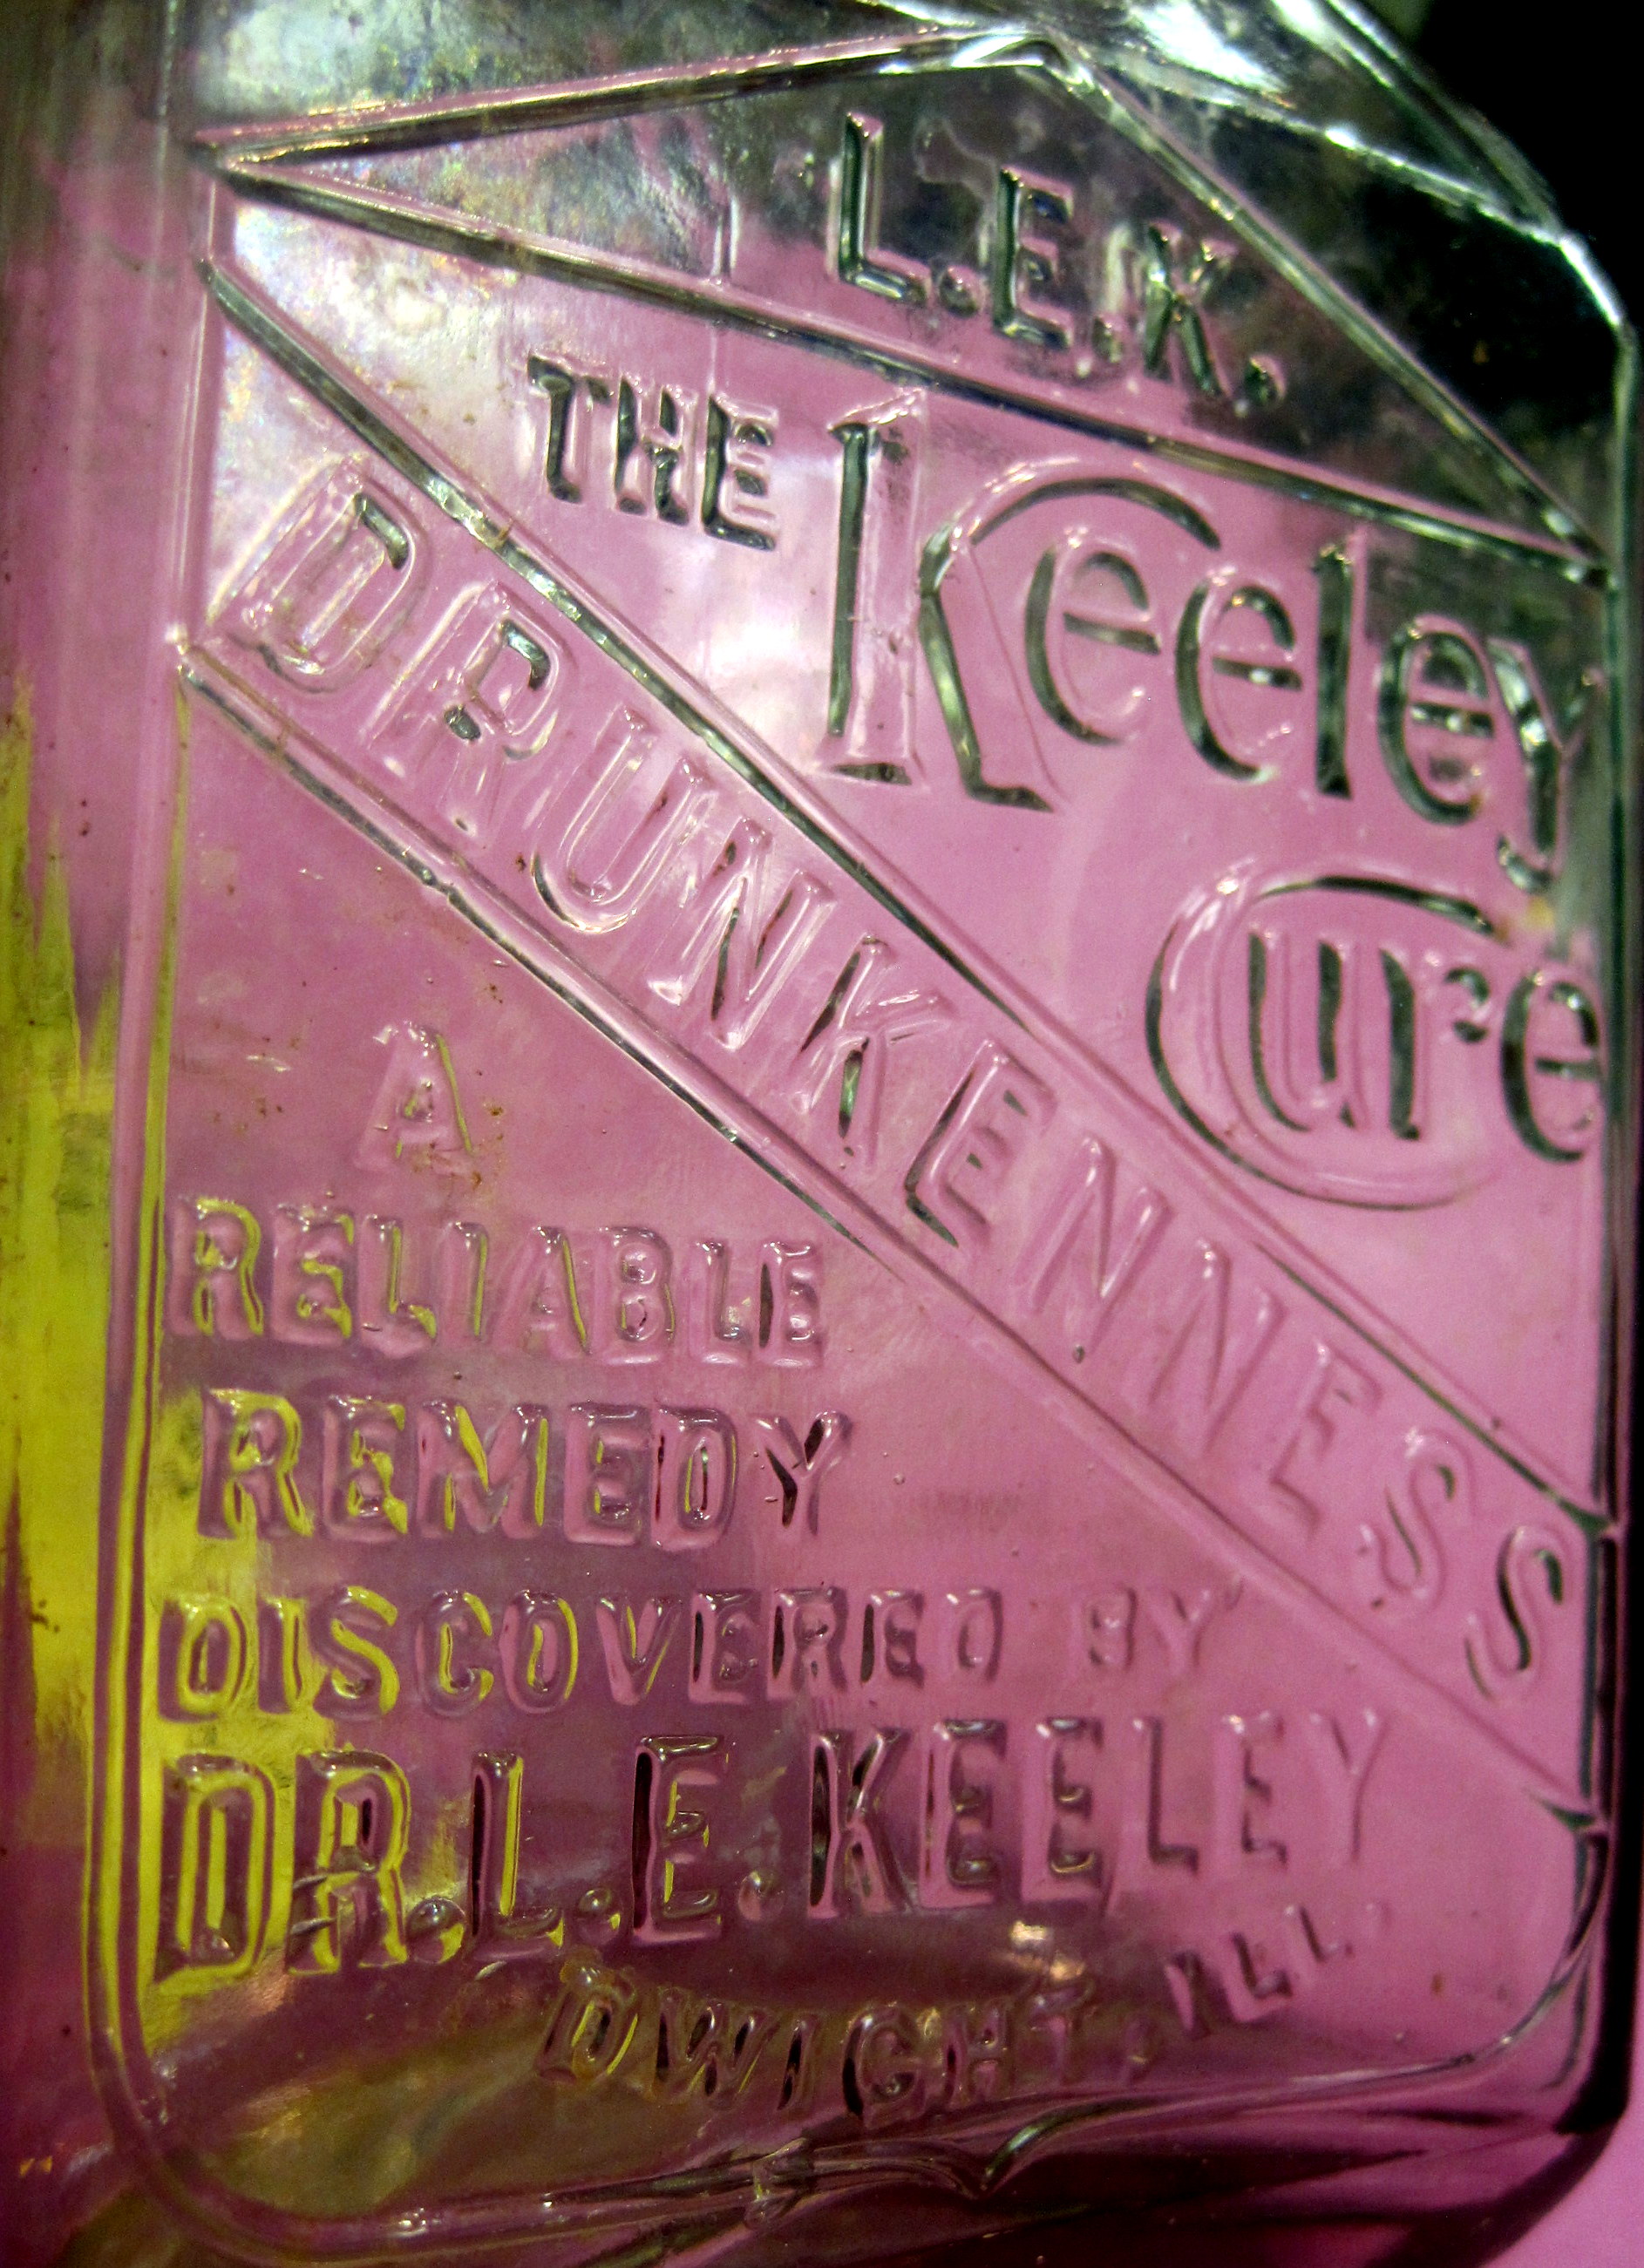 L.E.K.
THE Keeley
Cure
DRUNKENNESS
A
RELIABLE
REMEDY
DISCOVERED BY
DR. L. E. KEELEY
DWIGHT, ILL.